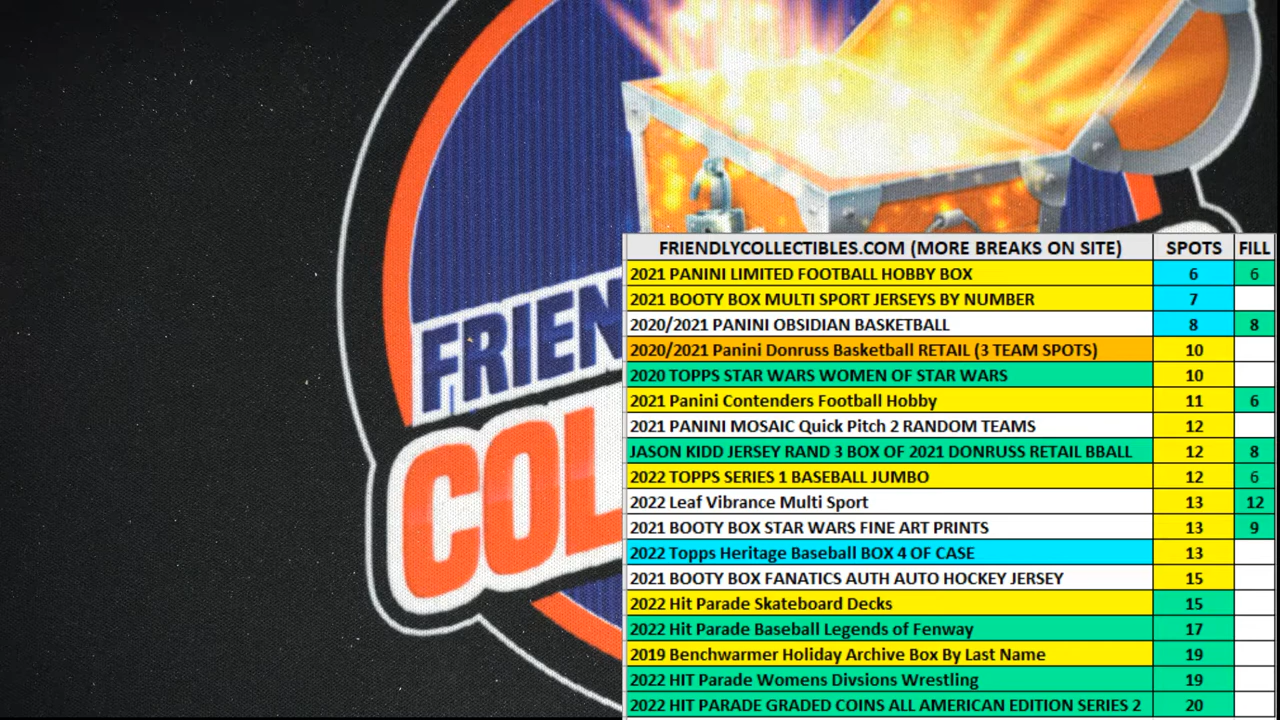 FRIEN
COL
FRIENDLYCOLLECTIBLES.COM (MORE BREAKS ON SITE) SPOTS FILL
2021 PANINI LIMITED FOOTBALL HOBBY BOX 6 6
2021 BOOTY BOX MULTI SPORT JERSEYS BY NUMBER 7
2020/2021 PANINI OBSIDIAN BASKETBALL 8 8
2020/2021 Panini Donruss Basketball RETAIL (3 TEAM SPOTS) 10
2020 TOPPS STAR WARS WOMEN OF STAR WARS 10
2021 Panini Contenders Football Hobby 11 6
2021 PANINI MOSAIC Quick Pitch 2 RANDOM TEAMS 12
JASON KIDD JERSEY RAND 3 BOX OF 2021 DONRUSS RETAIL BBALL 12 8
2022 TOPPS SERIES 1 BASEBALL JUMBO 12 6
2022 Leaf Vibrance Multi Sport 13 12
2021 BOOTY BOX STAR WARS FINE ART PRINTS 13 9
2022 Topps Heritage Baseball BOX 4 OF CASE 13
2021 BOOTY BOX FANATICS AUTH AUTO HOCKEY JERSEY 15
2022 Hit Parade Skateboard Decks 15
2022 Hit Parade Baseball Legends of Fenway 17
2019 Benchwarmer Holiday Archive Box By Last Name 19
2022 HIT Parade Womens Divsions Wrestling 19
2022 HIT PARADE GRADED COINS ALL AMERICAN EDITION SERIES 2 20